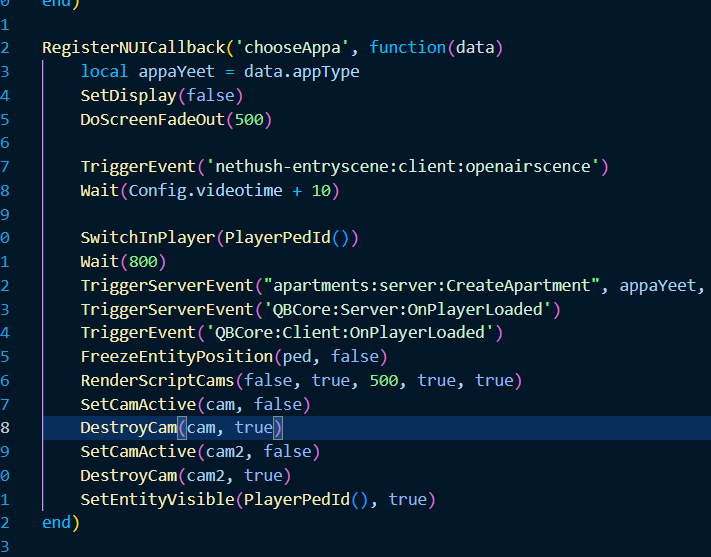 0 end)
1
2 RegisterNUICallback('chooseAppa', function(data)
3 local appaYeet = data.appType
4 SetDisplay(false)
5 DoScreenFadeOut(500)
6
7 TriggerEvent('nethush-entryscene:client:openairscence')
8 Wait(Config.videotime + 10)
9
0 SwitchInPlayer(PlayerPedId())
1 Wait(800)
2 TriggerServerEvent("apartments:server:CreateApartment", appaYeet,
3 TriggerServerEvent('QBCore:Server:OnPlayerLoaded')
4 TriggerEvent('QBCore:Client:OnPlayerLoaded')
5 FreezeEntityPosition(ped, false)
6 RenderScriptCams(false, true, 500, true, true)
7 SetCamActive(cam, false)
8 DestroyCam(cam, true)
9 SetCamActive(cam2, false)
0 DestroyCam(cam2, true)
1 SetEntityVisible(PlayerPedId(), true)
2 end)
3